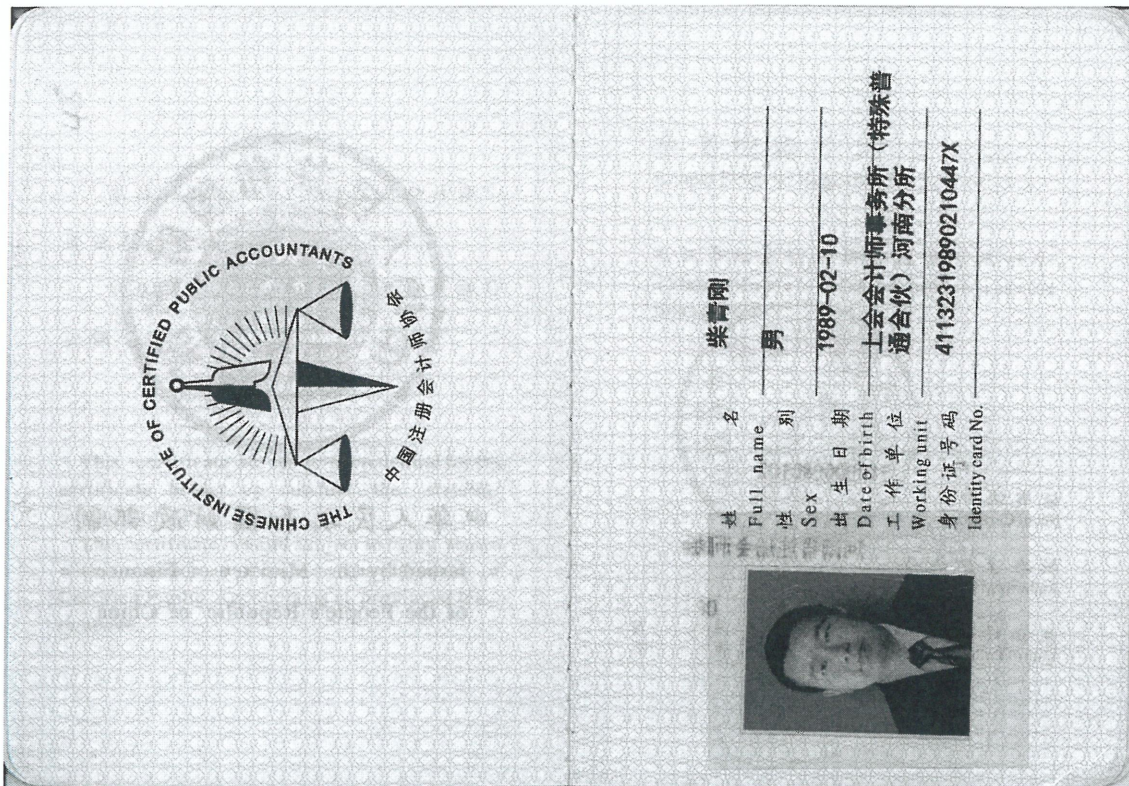 THE CHINESE INSTITUTE OF CERTIFIED PUBLIC ACCOUNTANTS
中国注册会计师协会
姓 名 柴青刚
Full name
性 别 男
Sex
出 生 日 期 1989-02-10
Date of birth
工 作 单 位 上会会计师事务所（特殊普
Working unit 通合伙）河南分所
身份证号码 41132319890210447X
Identity card No.